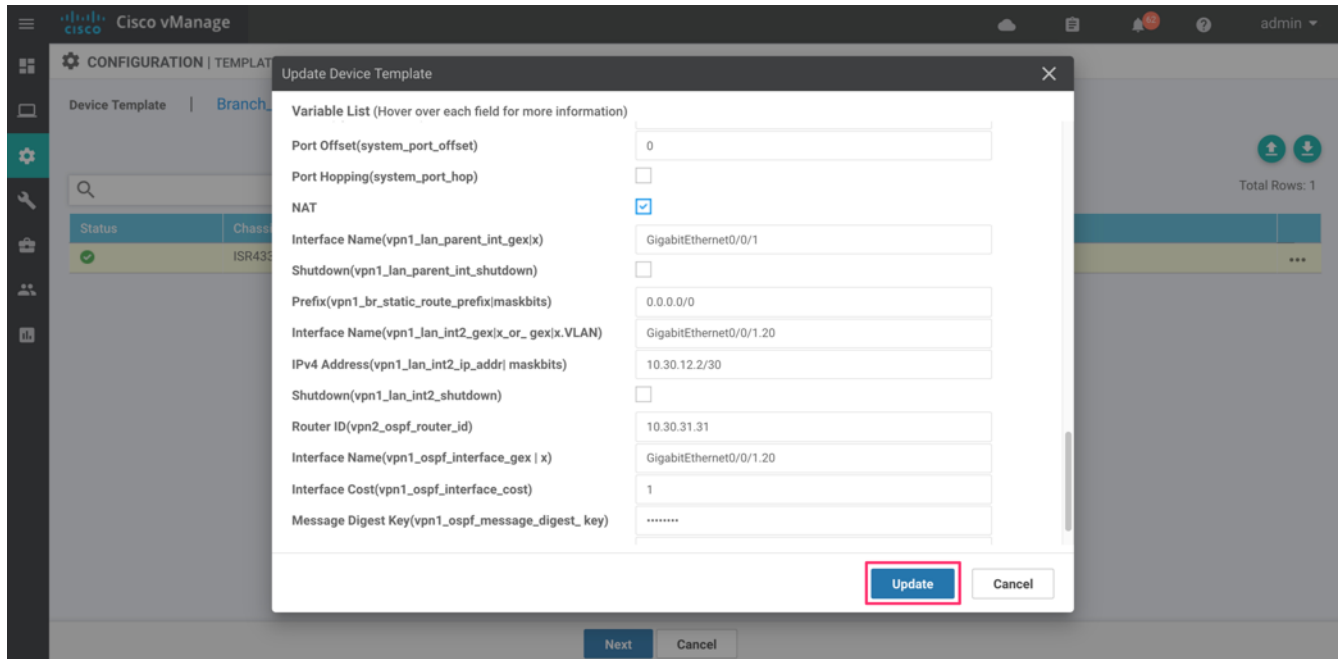 cisco Cisco vManage 62 admin
CONFIGURATION | TEMPLAT
Update Device Template
Device Template | Branch_
Variable List (Hover over each field for more information)
Port Offset(system_port_offset) 0
Port Hopping(system_port_hop)
Total Rows: 1
NAT
Status Chassi
Interface Name(vpn1_lan_parent_int_gex|x) GigabitEthernet0/0/1
ISR433
Shutdown(vpn1_lan_parent_int_shutdown)
Prefix(vpn1_br_static_route_prefix|maskbits) 0.0.0.0/0
Interface Name(vpn1_lan_int2_gex|x_or_ gex|x.VLAN) GigabitEthernet0/0/1.20
IPv4 Address(vpn1_lan_int2_ip_addr| maskbits) 10.30.12.2/30
Shutdown(vpn1_lan_int2_shutdown)
Router ID(vpn2_ospf_router_id) 10.30.31.31
Interface Name(vpn1_ospf_interface_gex | x) GigabitEthernet0/0/1.20
Interface Cost(vpn1_ospf_interface_cost) 1
Message Digest Key(vpn1_ospf_message_digest_ key) ••••••••
Update Cancel
Next Cancel